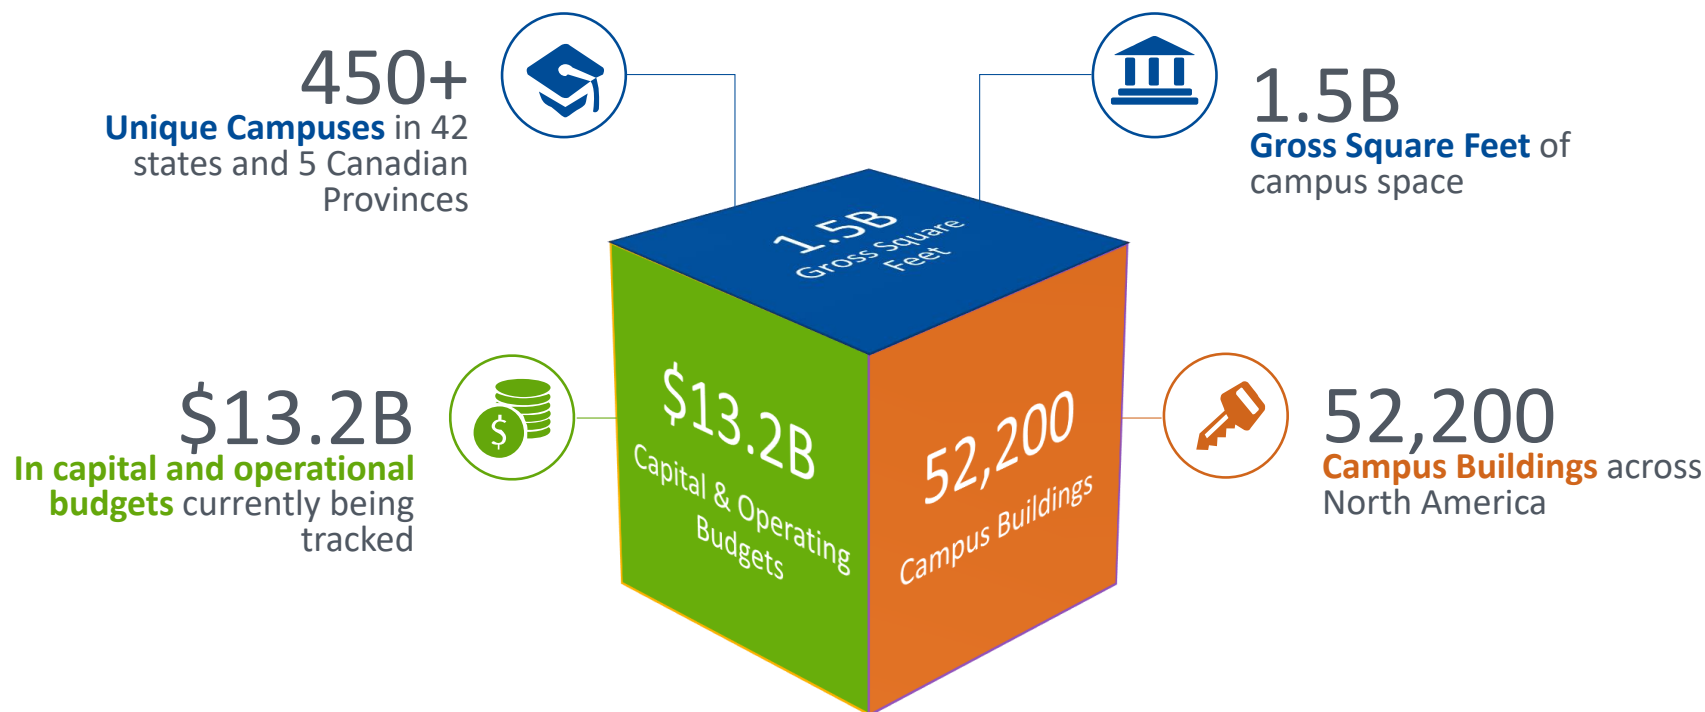 450+
Unique Campuses in 42
states and 5 Canadian
Provinces
1.5B
Gross Square Feet of
campus space
1.5B
Gross Square
Feet
$13.2B
In capital and operational
budgets currently being
tracked
$13.2B
Capital & Operating
Budgets
52,200
Campus Buildings
$
52,200
Campus Buildings across
North America